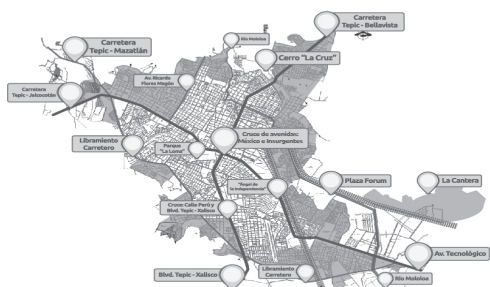 Carretera
Tepic - Bellavista
Carretera
Tepic - Mazatlán
Río Mololoa
Cerro "La Cruz"
Av. Ricardo
Flores Magón
Carretera
Tepic - Jalcocotán
Libramiento
Carretero
Parque
"La Loma"
Cruce de avenidas:
México e Insurgentes
"Ángel de
la Independencia"
Plaza Forum
La Cantera
Cruce: Calle Perú y
Blvd. Tepic - Xalisco
Av. Tecnológico
Blvd. Tepic - Xalisco
Libramiento
Carretero
Río Mololoa